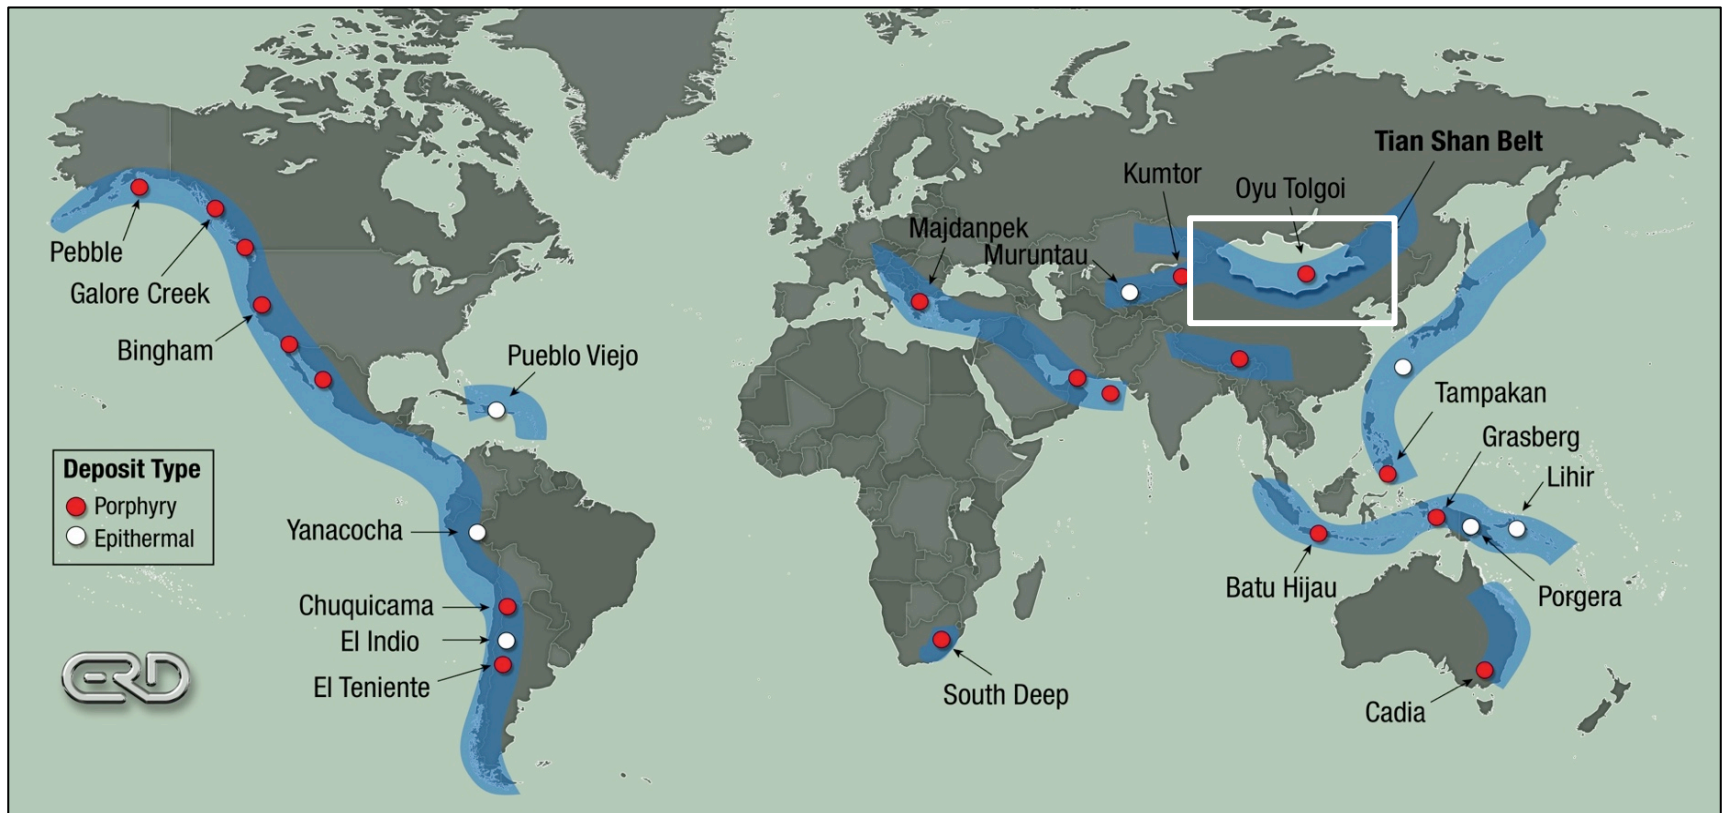 Tian Shan Belt
Kumtor
Oyu Tolgoi
Majdanpek
Muruntau
Pebble
Galore Creek
Bingham
Pueblo Viejo
Tampakan
Grasberg
Lihir
Deposit Type
Porphyry
Epithermal
Yanacocha
Batu Hijau
Porgera
Chuquicama
El Indio
El Teniente
South Deep
Cadia
ERD